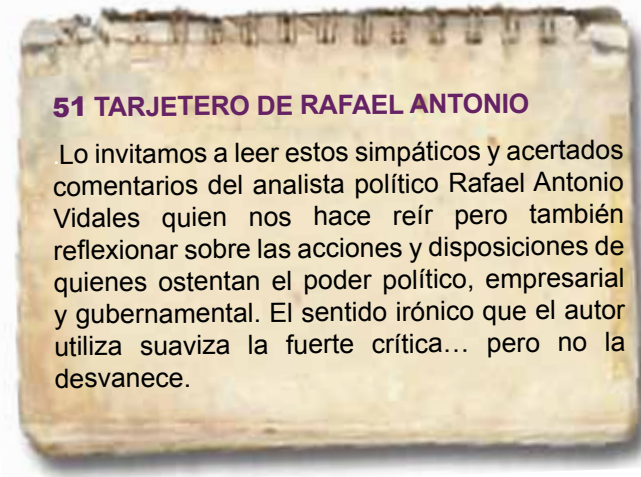 51 TARJETERO DE RAFAEL ANTONIO
Lo invitamos a leer estos simpáticos y acertados
comentarios del analista político Rafael Antonio
Vidales quien nos hace reír pero también
reflexionar sobre las acciones y disposiciones de
quienes ostentan el poder político, empresarial
y gubernamental. El sentido irónico que el autor
utiliza suaviza la fuerte crítica… pero no la
desvanece.